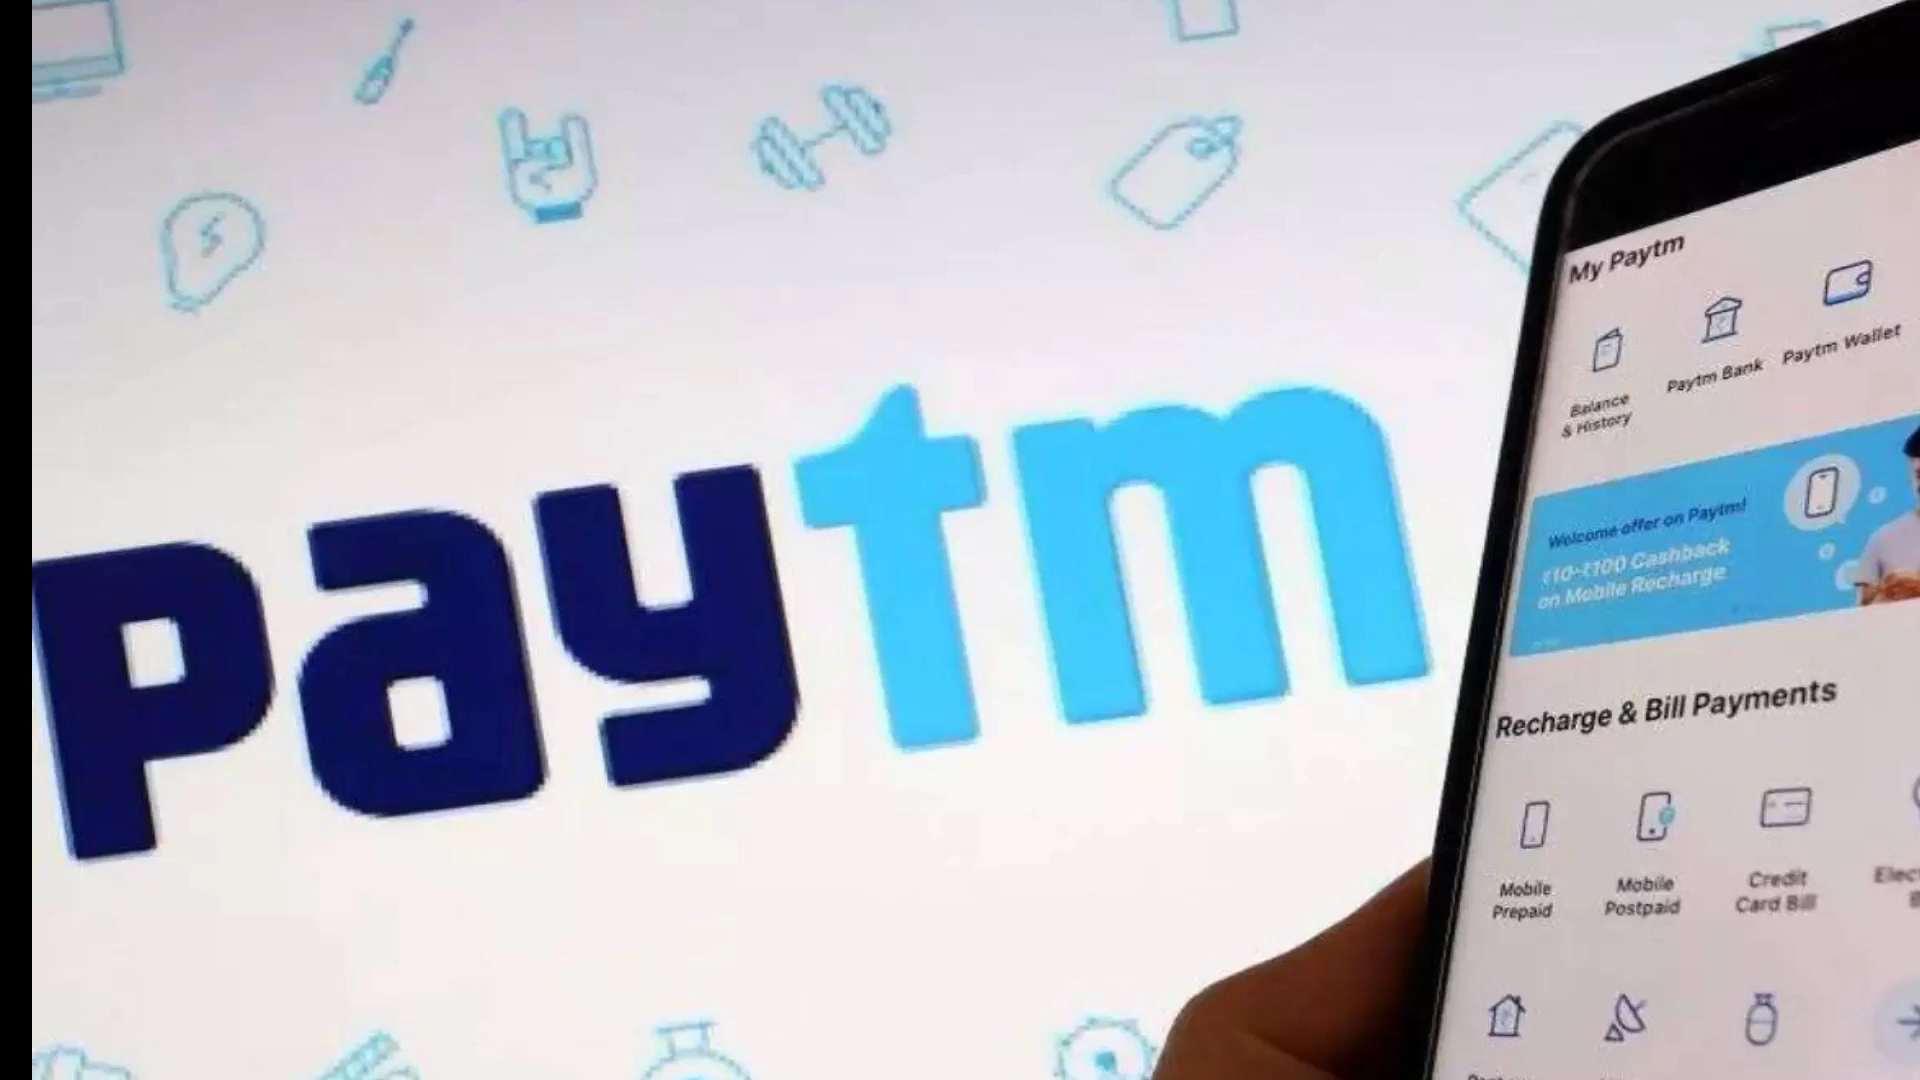 paytm
My Paytm
Balance
& History
Paytm Bank
Paytm Wallet
Welcome offer on Paytm!
₹10-₹100 Cashback
on Mobile Recharge
Recharge & Bill Payments
Mobile
Prepaid
Mobile
Postpaid
Credit
Card Bill
Elec